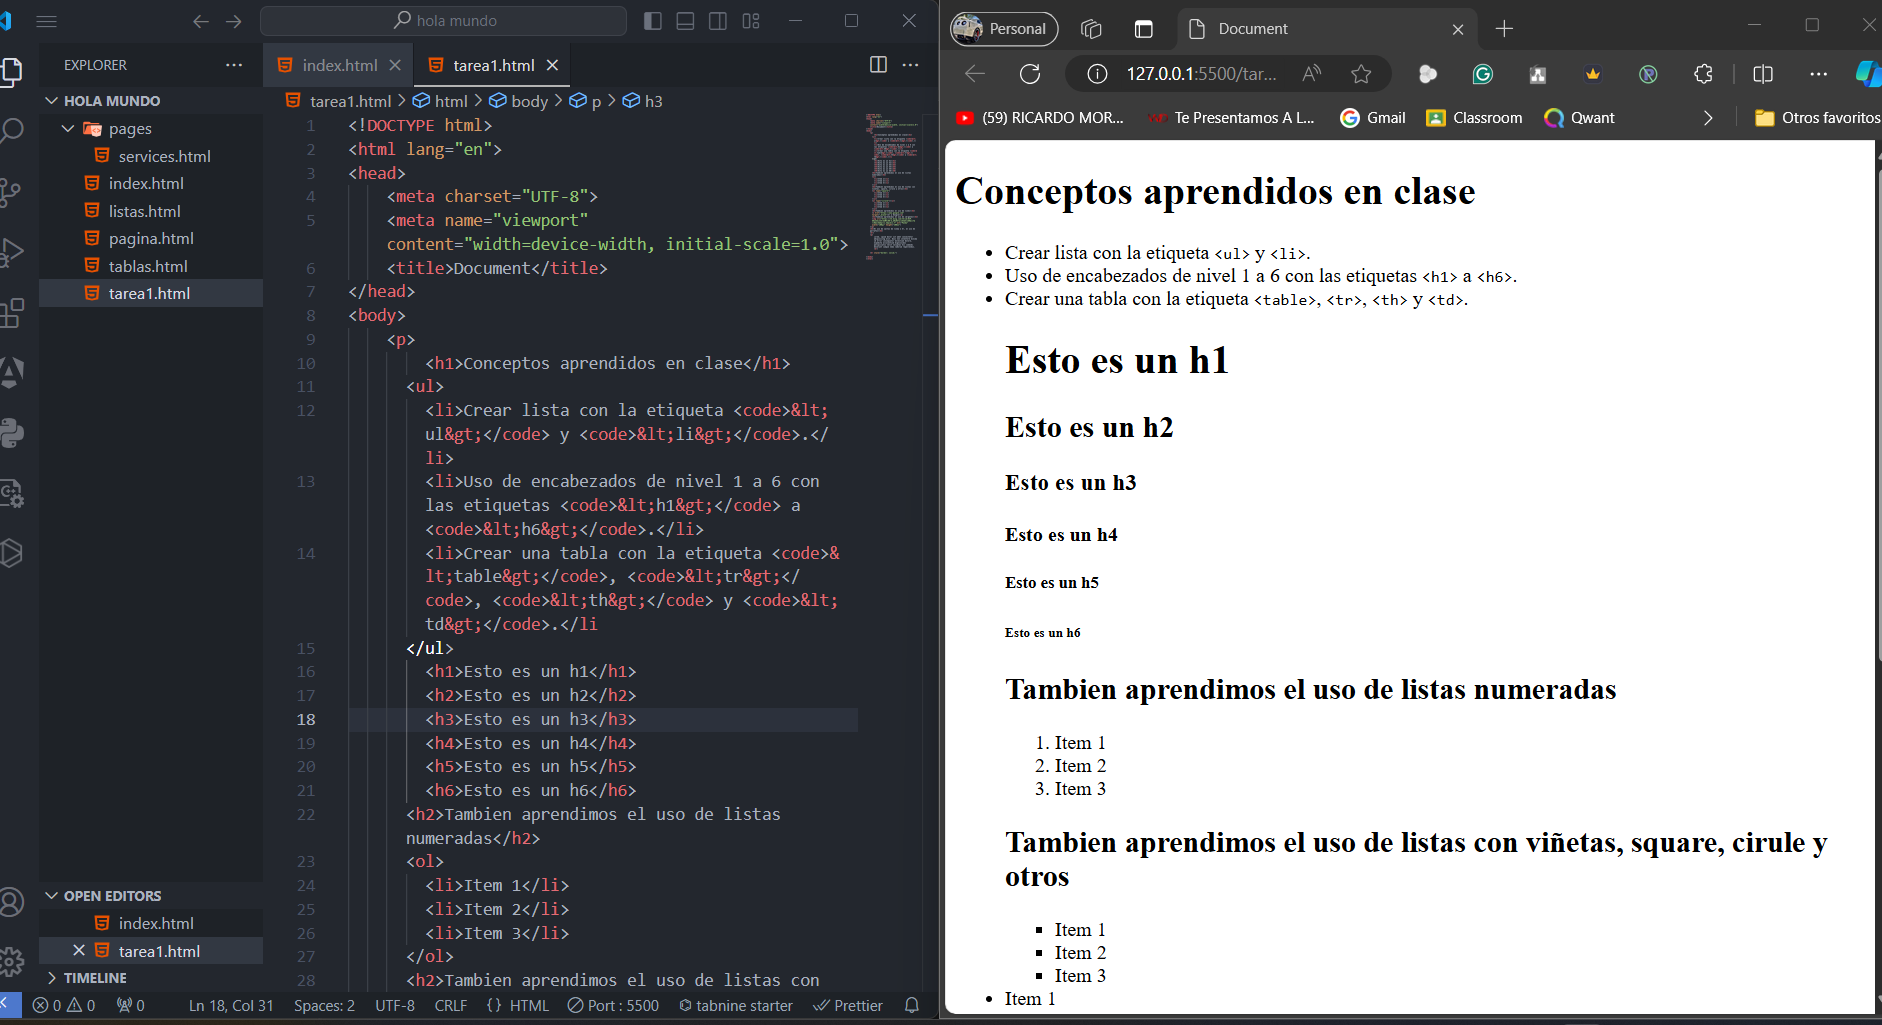 hola mundo
EXPLORER
HOLA MUNDO
pages
services.html
index.html
listas.html
pagina.html
tablas.html
tarea1.html
OPEN EDITORS
index.html
tarea1.html
TIMELINE
index.html
tarea1.html
tarea1.html > html > body > p > h3
1 <!DOCTYPE html>
2 <html lang="en">
3 <head>
4 <meta charset="UTF-8">
5 <meta name="viewport"
content="width=device-width, initial-scale=1.0">
6 <title>Document</title>
7 </head>
8 <body>
9 <p>
10 <h1>Conceptos aprendidos en clase</h1>
11 <ul>
12 <li>Crear lista con la etiqueta <code>&lt;
ul&gt;</code> y <code>&lt;li&gt;</code>.</
li>
13 <li>Uso de encabezados de nivel 1 a 6 con
las etiquetas <code>&lt;h1&gt;</code> a
<code>&lt;h6&gt;</code>.</li>
14 <li>Crear una tabla con la etiqueta <code>&
lt;table&gt;</code>, <code>&lt;tr&gt;</
code>, <code>&lt;th&gt;</code> y <code>&lt;
td&gt;</code>.</li
15 </ul>
16 <h1>Esto es un h1</h1>
17 <h2>Esto es un h2</h2>
18 <h3>Esto es un h3</h3>
19 <h4>Esto es un h4</h4>
20 <h5>Esto es un h5</h5>
21 <h6>Esto es un h6</h6>
22 <h2>Tambien aprendimos el uso de listas
numeradas</h2>
23 <ol>
24 <li>Item 1</li>
25 <li>Item 2</li>
26 <li>Item 3</li>
27 </ol>
28 <h2>Tambien aprendimos el uso de listas con
0 0 0 Ln 18, Col 31 Spaces: 2 UTF-8 CRLF {} HTML Port : 5500 tabnine starter Prettier
Personal Document
127.0.0.1:5500/tar...
(59) RICARDO MOR... Te Presentamos A L... Gmail Classroom Qwant Otros favoritos
Conceptos aprendidos en clase
• Crear lista con la etiqueta <ul> y <li>.
• Uso de encabezados de nivel 1 a 6 con las etiquetas <h1> a <h6>.
• Crear una tabla con la etiqueta <table>, <tr>, <th> y <td>.
Esto es un h1
Esto es un h2
Esto es un h3
Esto es un h4
Esto es un h5
Esto es un h6
Tambien aprendimos el uso de listas numeradas
1. Item 1
2. Item 2
3. Item 3
Tambien aprendimos el uso de listas con viñetas, square, cirule y
otros
▪ Item 1
▪ Item 2
▪ Item 3
• Item 1